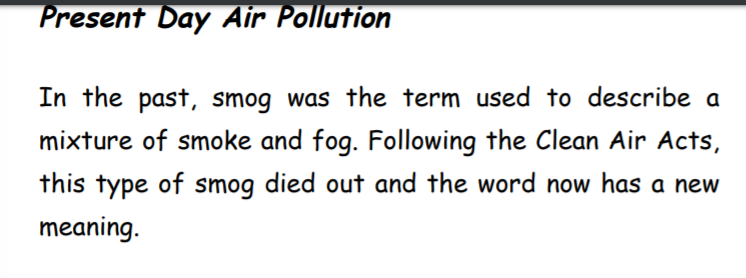 Present Day Air Pollution
In the past, smog was the term used to describe a
mixture of smoke and fog. Following the Clean Air Acts,
this type of smog died out and the word now has a new
meaning.